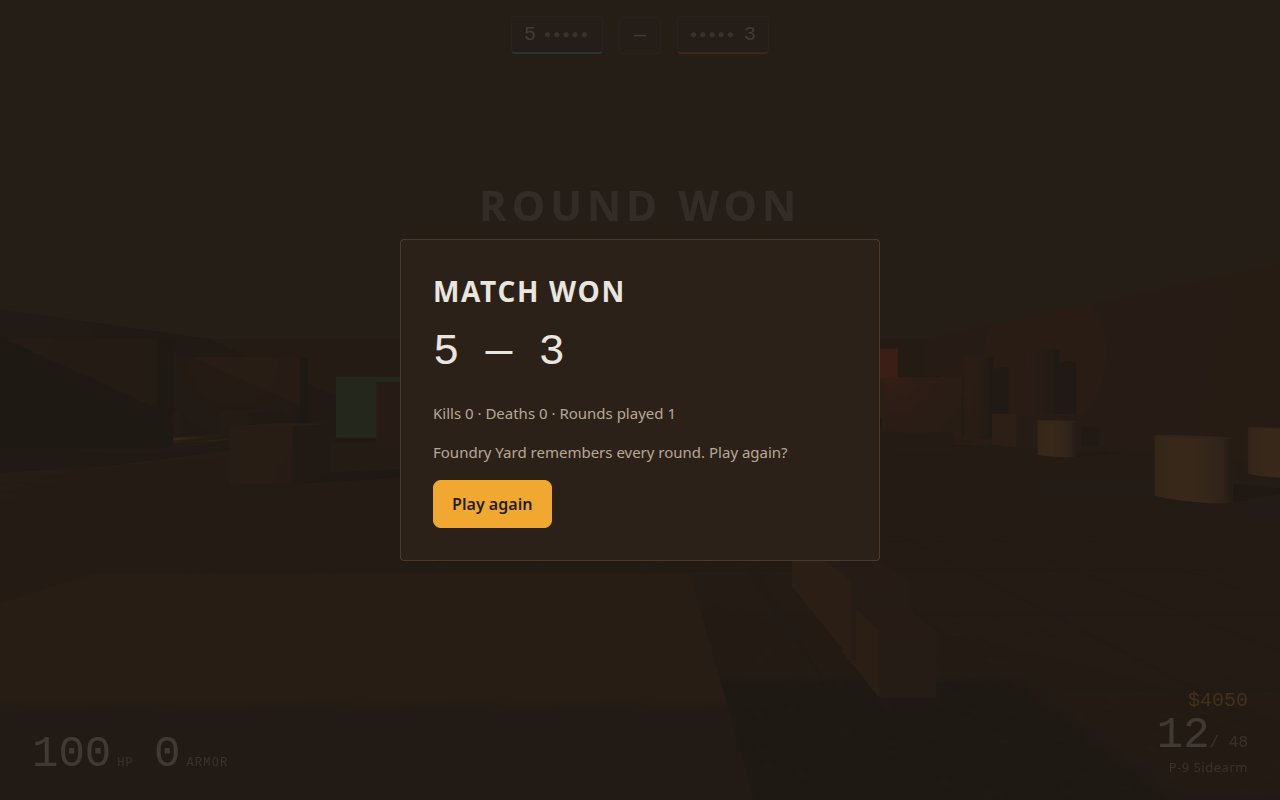 5 ••••• — ••••• 3
ROUND WON
MATCH WON
5 — 3
Kills 0 · Deaths 0 · Rounds played 1
Foundry Yard remembers every round. Play again?
Play again
$4050
100 HP 0 ARMOR
12 / 48
P-9 Sidearm